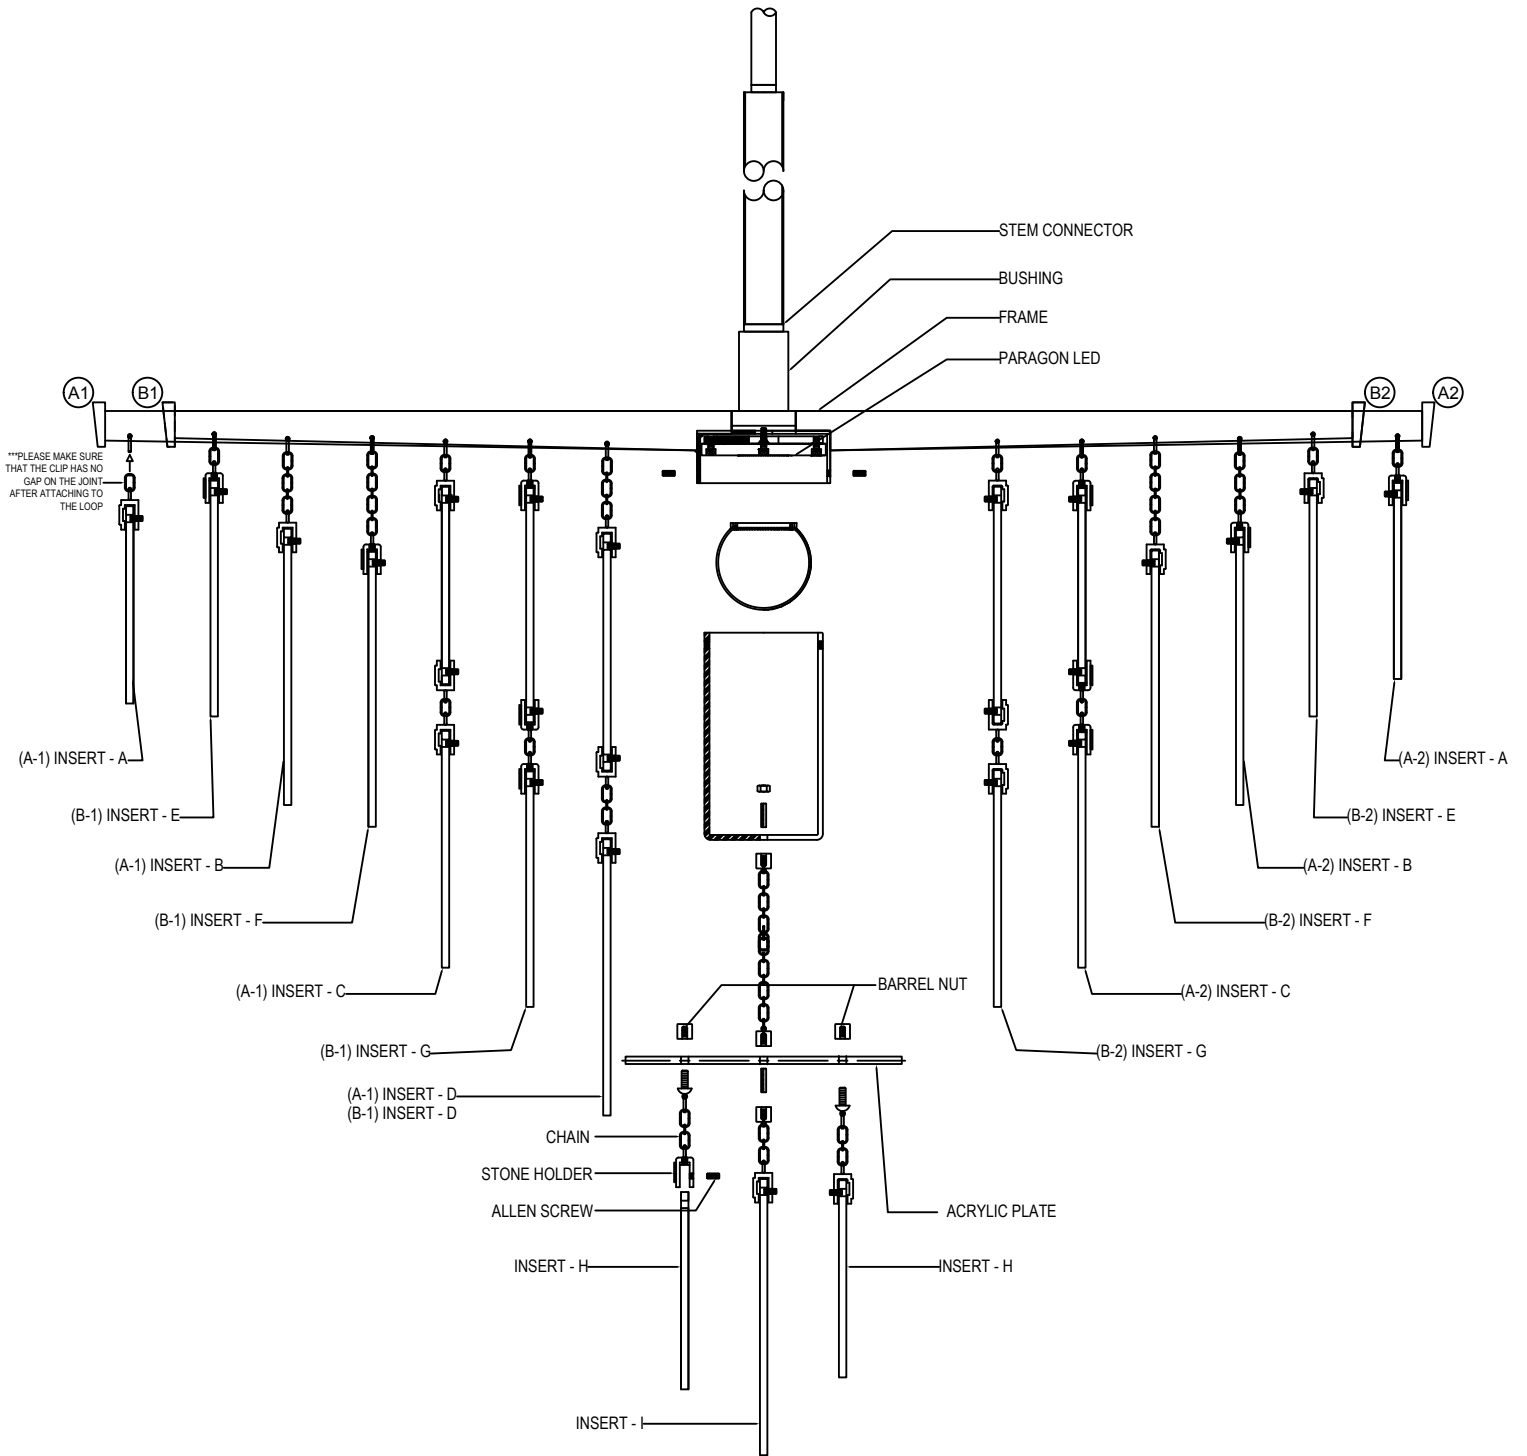 STEM CONNECTOR
BUSHING
FRAME
PARAGON LED
A1
B1
B2
A2
***PLEASE MAKE SURE
THAT THE CLIP HAS NO
GAP ON THE JOINT
AFTER ATTACHING TO
THE LOOP
(A-1) INSERT - A
(A-2) INSERT - A
(B-1) INSERT - E
(B-2) INSERT - E
(A-1) INSERT - B
(A-2) INSERT - B
(B-1) INSERT - F
(B-2) INSERT - F
(A-1) INSERT - C
BARREL NUT
(A-2) INSERT - C
(B-1) INSERT - G
(B-2) INSERT - G
(A-1) INSERT - D
(B-1) INSERT - D
CHAIN
STONE HOLDER
ALLEN SCREW
ACRYLIC PLATE
INSERT - H
INSERT - H
INSERT - I